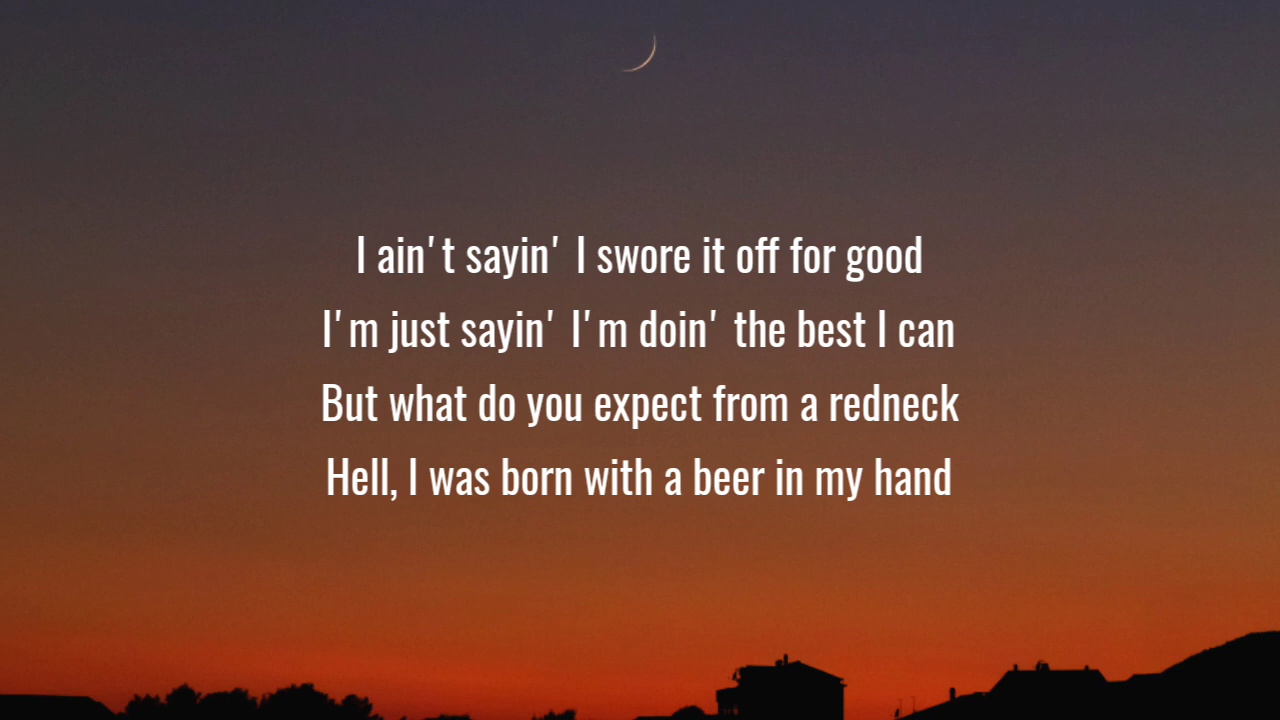 I ain't sayin' I swore it off for good
I'm just sayin' I'm doin' the best I can
But what do you expect from a redneck
Hell, I was born with a beer in my hand